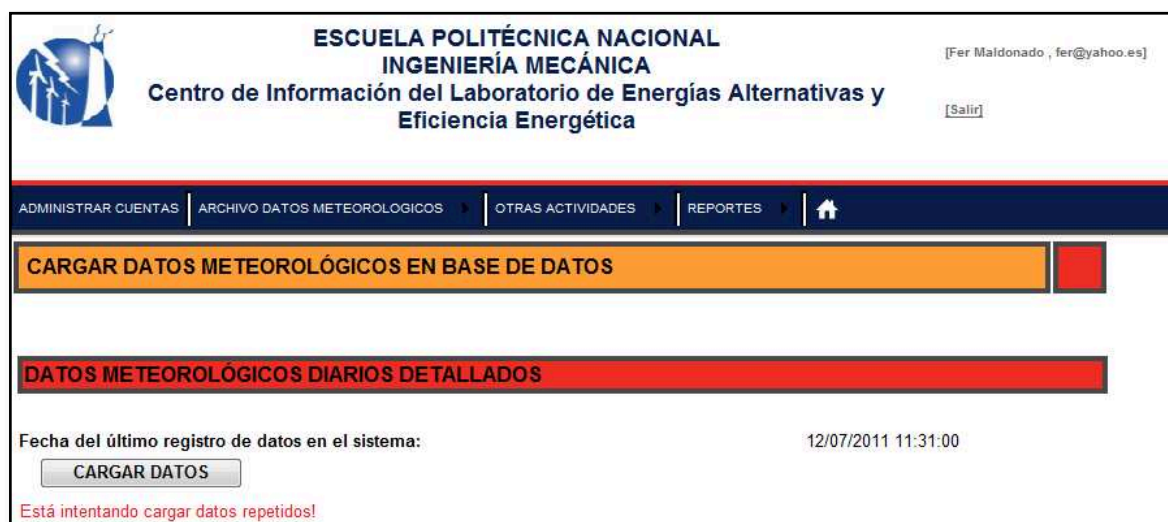 ESCUELA POLITÉCNICA NACIONAL
INGENIERÍA MECÁNICA
Centro de Información del Laboratorio de Energías Alternativas y
Eficiencia Energética
[Fer Maldonado , fer@yahoo.es]
[Salir]
ADMINISTRAR CUENTAS ARCHIVO DATOS METEOROLOGICOS OTRAS ACTIVIDADES REPORTES
CARGAR DATOS METEOROLÓGICOS EN BASE DE DATOS
DATOS METEOROLÓGICOS DIARIOS DETALLADOS
Fecha del último registro de datos en el sistema: 12/07/2011 11:31:00
CARGAR DATOS
Está intentando cargar datos repetidos!